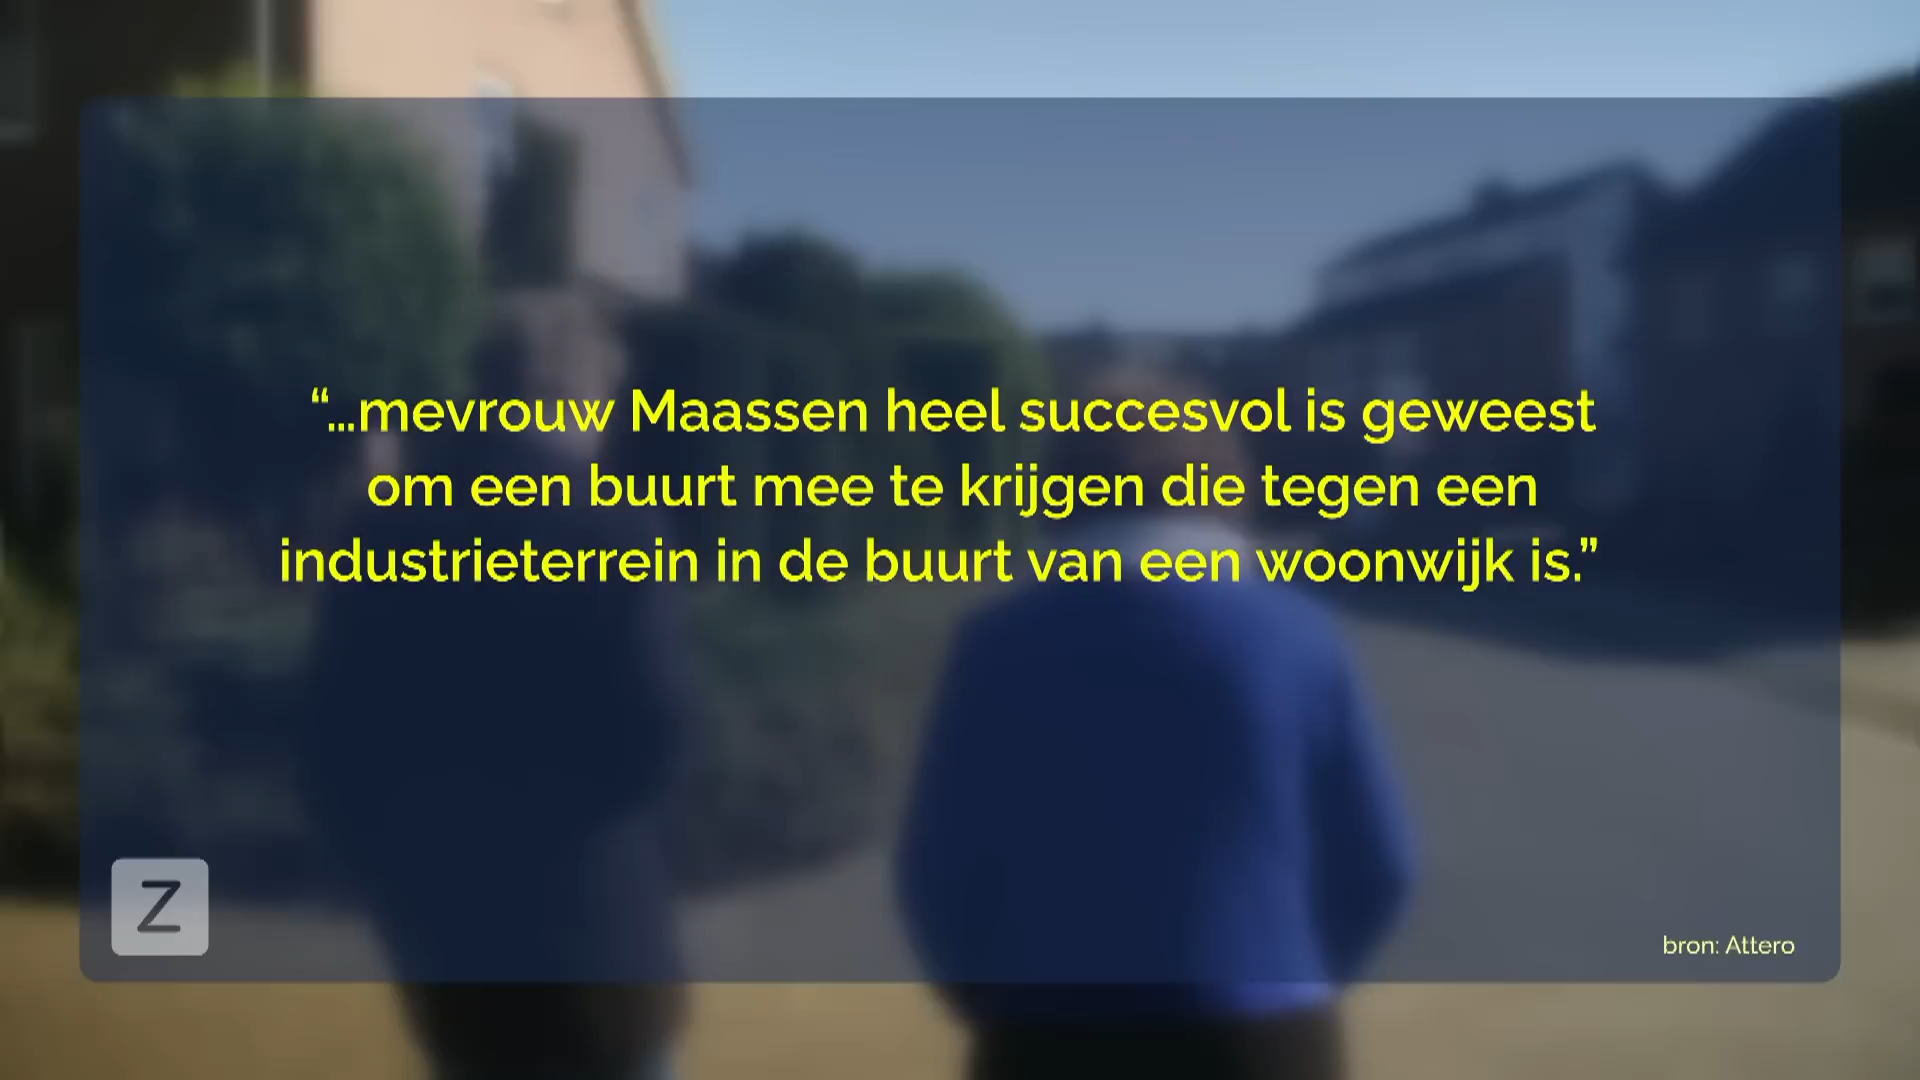 “…mevrouw Maassen heel succesvol is geweest
om een buurt mee te krijgen die tegen een
industrieterrein in de buurt van een woonwijk is.”
Z
bron: Attero